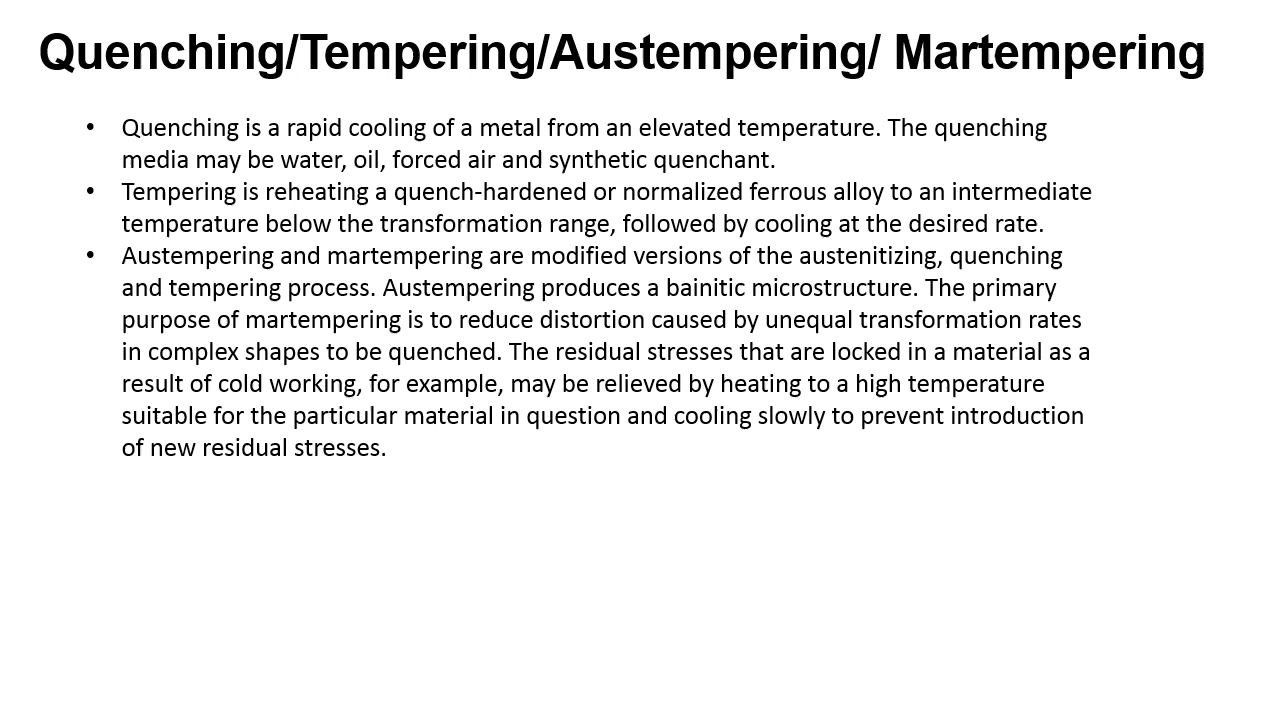 Quenching/Tempering/Austempering/ Martempering
• Quenching is a rapid cooling of a metal from an elevated temperature. The quenching
media may be water, oil, forced air and synthetic quenchant.
• Tempering is reheating a quench-hardened or normalized ferrous alloy to an intermediate
temperature below the transformation range, followed by cooling at the desired rate.
• Austempering and martempering are modified versions of the austenitizing, quenching
and tempering process. Austempering produces a bainitic microstructure. The primary
purpose of martempering is to reduce distortion caused by unequal transformation rates
in complex shapes to be quenched. The residual stresses that are locked in a material as a
result of cold working, for example, may be relieved by heating to a high temperature
suitable for the particular material in question and cooling slowly to prevent introduction
of new residual stresses.